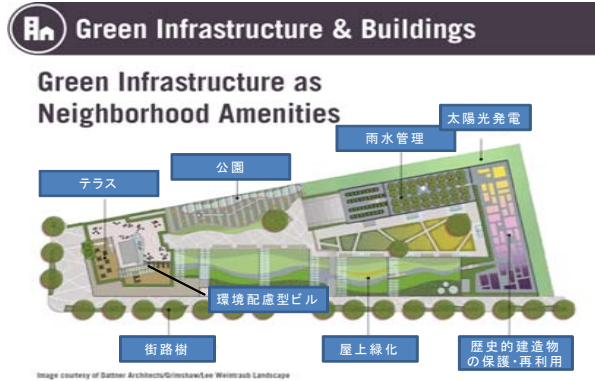 Green Infrastructure & Buildings
Green Infrastructure as
Neighborhood Amenities
太陽光発電
雨水管理
公園
テラス
環境配慮型ビル
街路樹
屋上緑化
歴史的建造物
の保護・再利用
Image courtesy of Dattner Architects/Grimshaw/Lee Weintraub Landscape